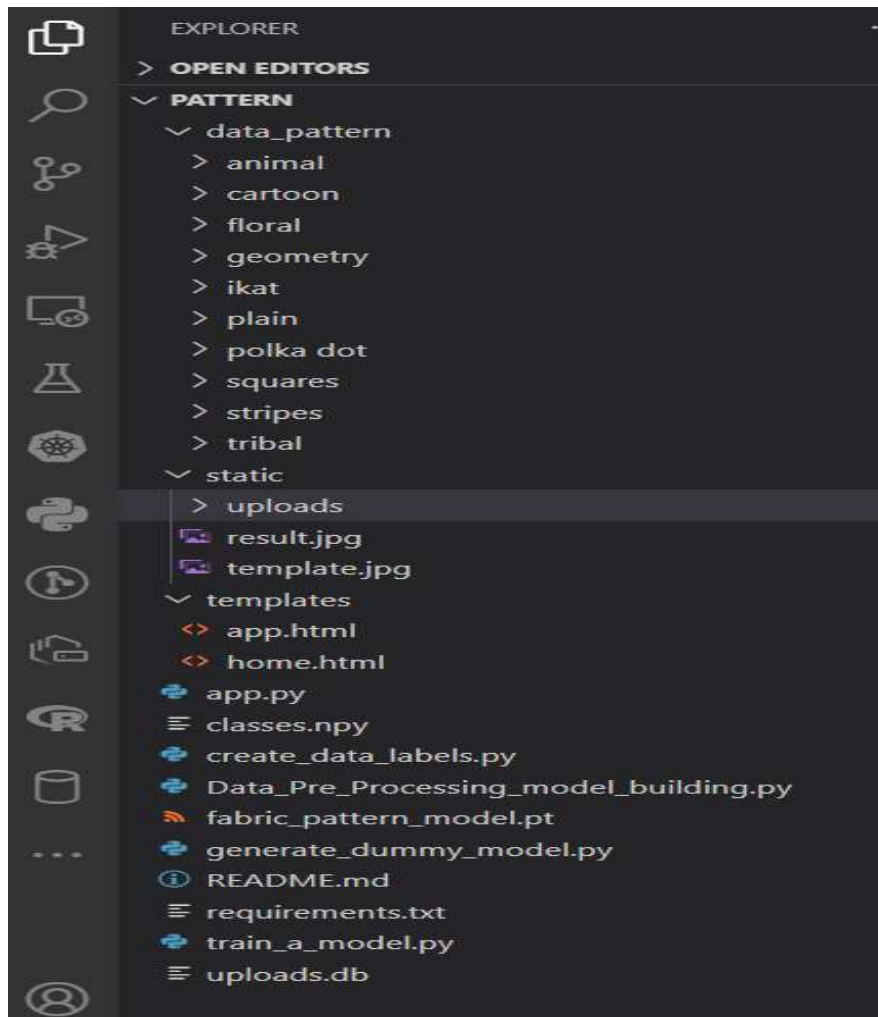 EXPLORER
OPEN EDITORS
PATTERN
data_pattern
animal
cartoon
floral
geometry
ikat
plain
polka dot
squares
stripes
tribal
static
uploads
result.jpg
template.jpg
templates
app.html
home.html
app.py
classes.npy
create_data_labels.py
Data_Pre_Processing_model_building.py
fabric_pattern_model.pt
generate_dummy_model.py
README.md
requirements.txt
train_a_model.py
uploads.db